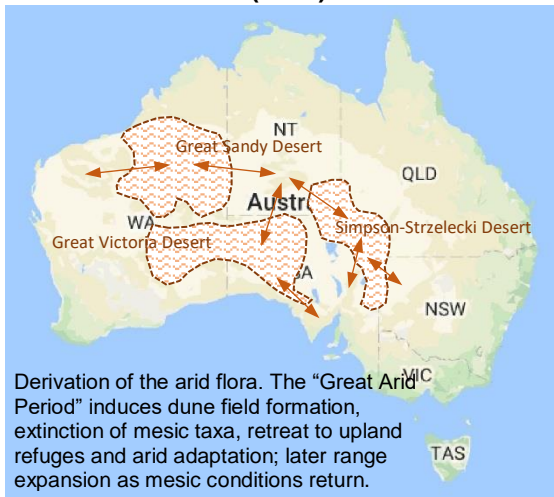 NT
Great Sandy Desert
QLD
Austr
WA
Simpson-Strzelecki Desert
Great Victoria Desert
SA
NSW
VIC
Derivation of the arid flora. The “Great Arid
Period” induces dune field formation,
extinction of mesic taxa, retreat to upland
refuges and arid adaptation; later range
expansion as mesic conditions return.
TAS